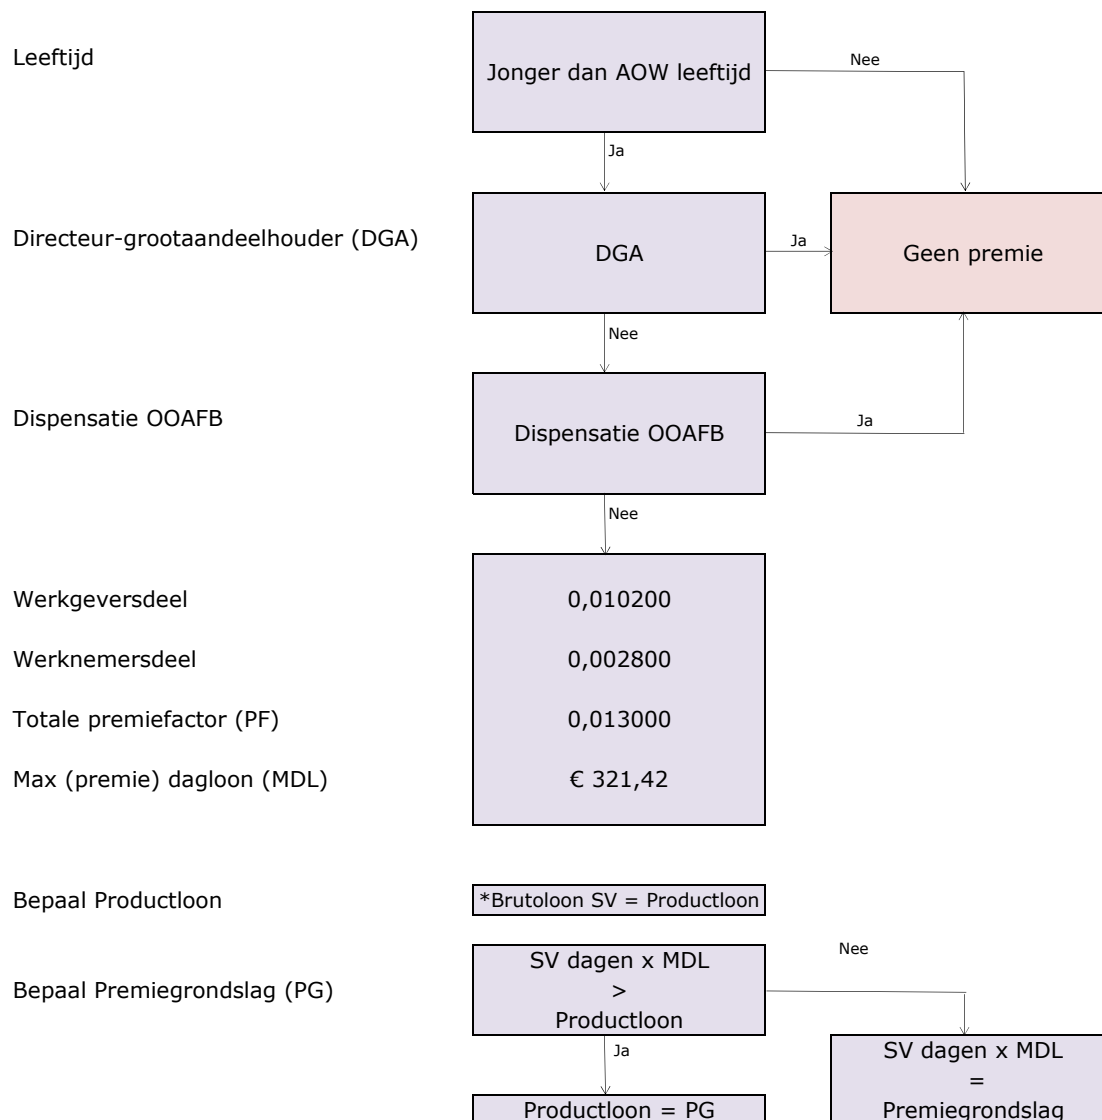 Leeftijd
Jonger dan AOW leeftijd
Nee
Ja
Directeur-grootaandeelhouder (DGA)
DGA
Ja
Geen premie
Nee
Dispensatie OOAFB
Dispensatie OOAFB
Ja
Nee
Werkgeversdeel
0,010200
Werknemersdeel
0,002800
Totale premiefactor (PF)
0,013000
Max (premie) dagloon (MDL)
€ 321,42
Bepaal Productloon
*Brutoloon SV = Productloon
Bepaal Premiegrondslag (PG)
SV dagen x MDL
>
Productloon
Nee
Ja
SV dagen x MDL
=
Premiegrondslag
Productloon = PG